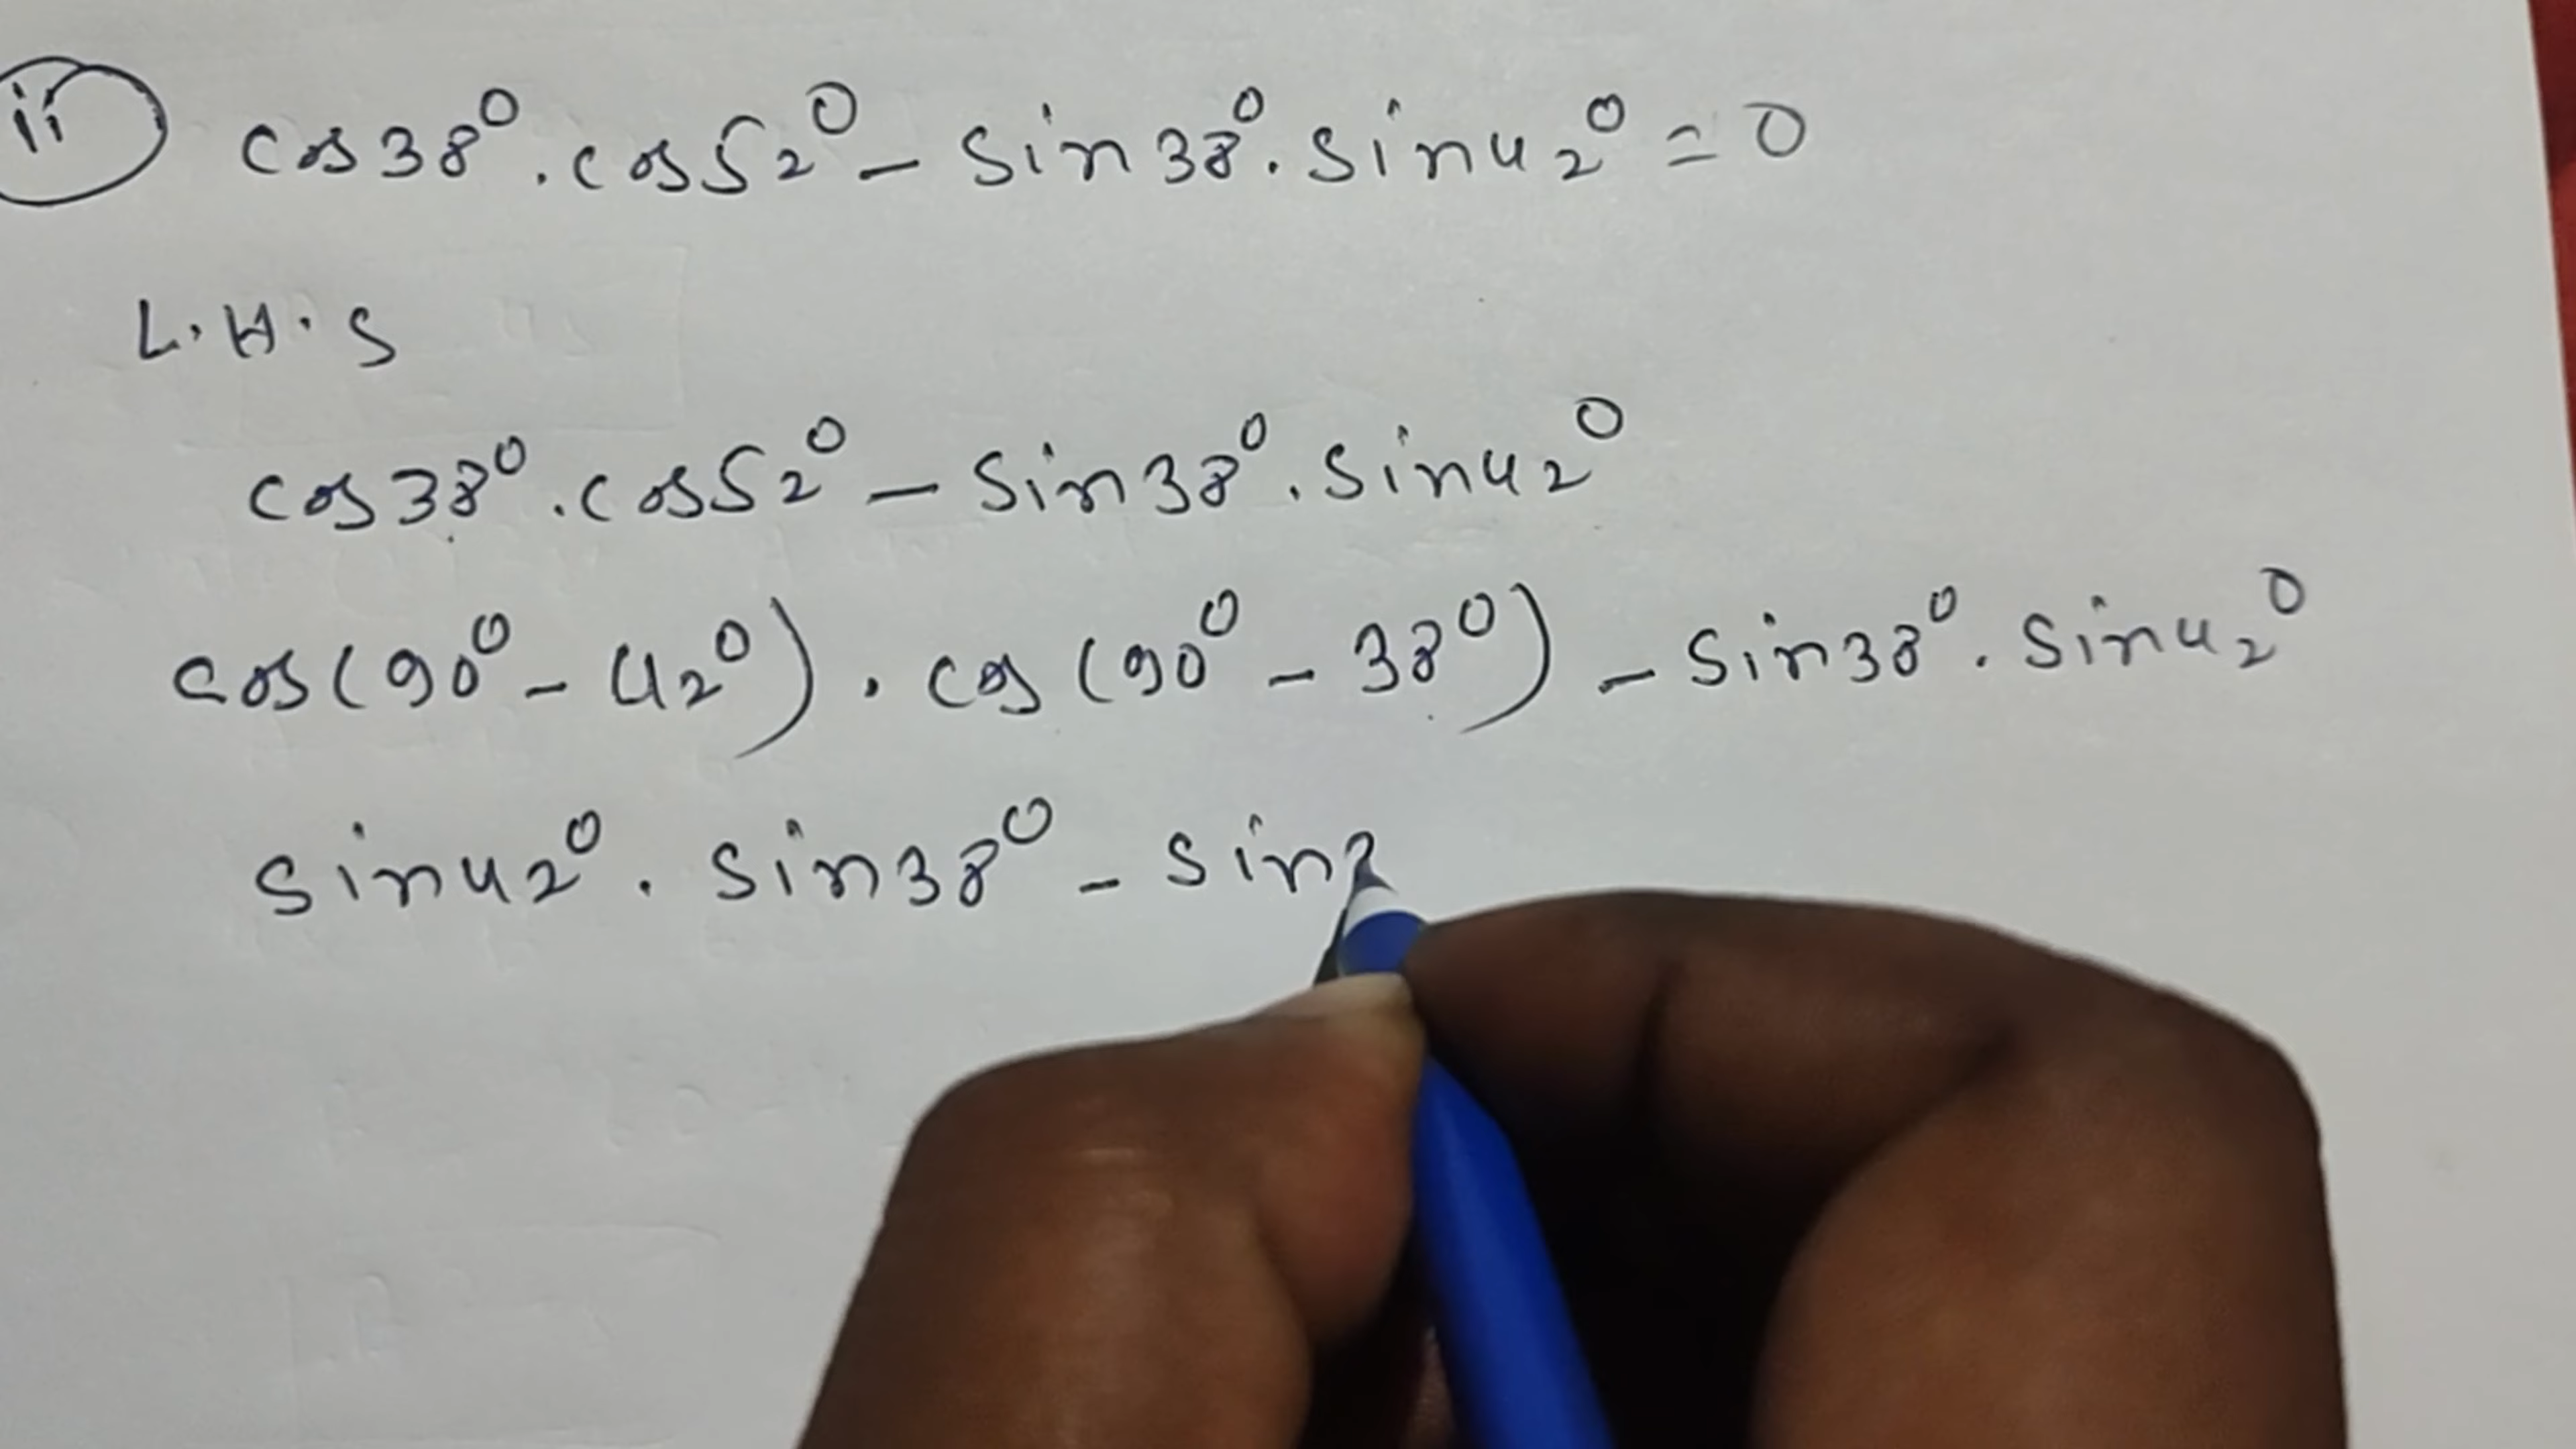 ii cos38°.cos52° - sin38°.sin42° = 0
L.H.S
cos38°.cos52° - sin38°.sin42°
cos(90° - 42°).cos(90° - 38°) - sin38°.sin42°
sin42°.sin38° - sin